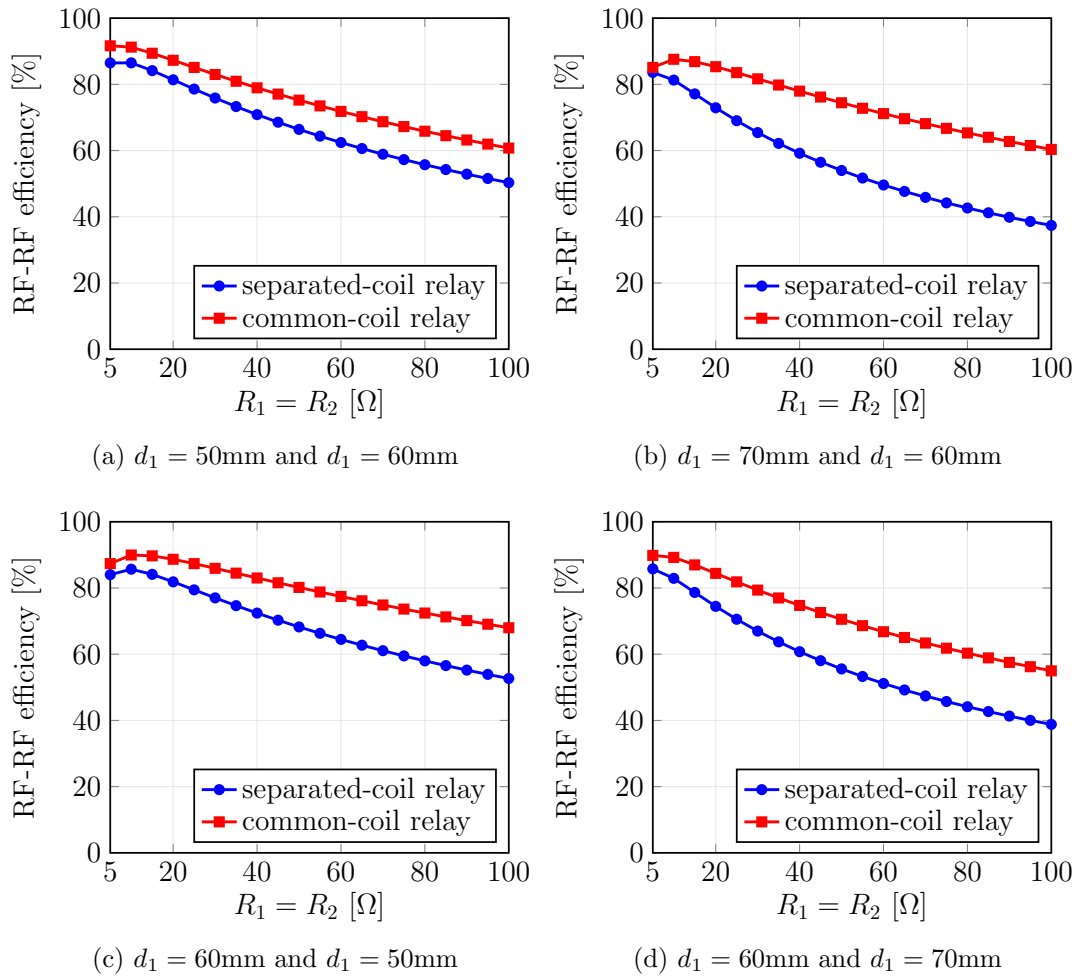 100
80
60
40
20
0
RF-RF efficiency [%]
separated-coil relay
common-coil relay
5 20 40 60 80 100
R₁ = R₂ [Ω]
(a) d₁ = 50mm and d₁ = 60mm
100
80
60
40
20
0
RF-RF efficiency [%]
separated-coil relay
common-coil relay
5 20 40 60 80 100
R₁ = R₂ [Ω]
(b) d₁ = 70mm and d₁ = 60mm
100
80
60
40
20
0
RF-RF efficiency [%]
separated-coil relay
common-coil relay
5 20 40 60 80 100
R₁ = R₂ [Ω]
(c) d₁ = 60mm and d₁ = 50mm
100
80
60
40
20
0
RF-RF efficiency [%]
separated-coil relay
common-coil relay
5 20 40 60 80 100
R₁ = R₂ [Ω]
(d) d₁ = 60mm and d₁ = 70mm